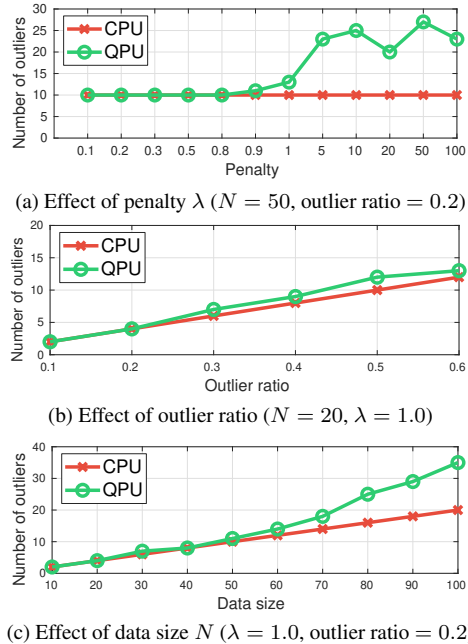 30
25
20
15
10
5
0
Number of outliers
CPU
QPU
0.1 0.2 0.3 0.5 0.8 0.9 1 5 10 20 50 100
Penalty
(a) Effect of penalty λ (N = 50, outlier ratio = 0.2)
20
15
10
5
0
Number of outliers
CPU
QPU
0.1 0.2 0.3 0.4 0.5 0.6
Outlier ratio
(b) Effect of outlier ratio (N = 20, λ = 1.0)
40
30
20
10
0
Number of outliers
CPU
QPU
10 20 30 40 50 60 70 80 90 100
Data size
(c) Effect of data size N (λ = 1.0, outlier ratio = 0.2